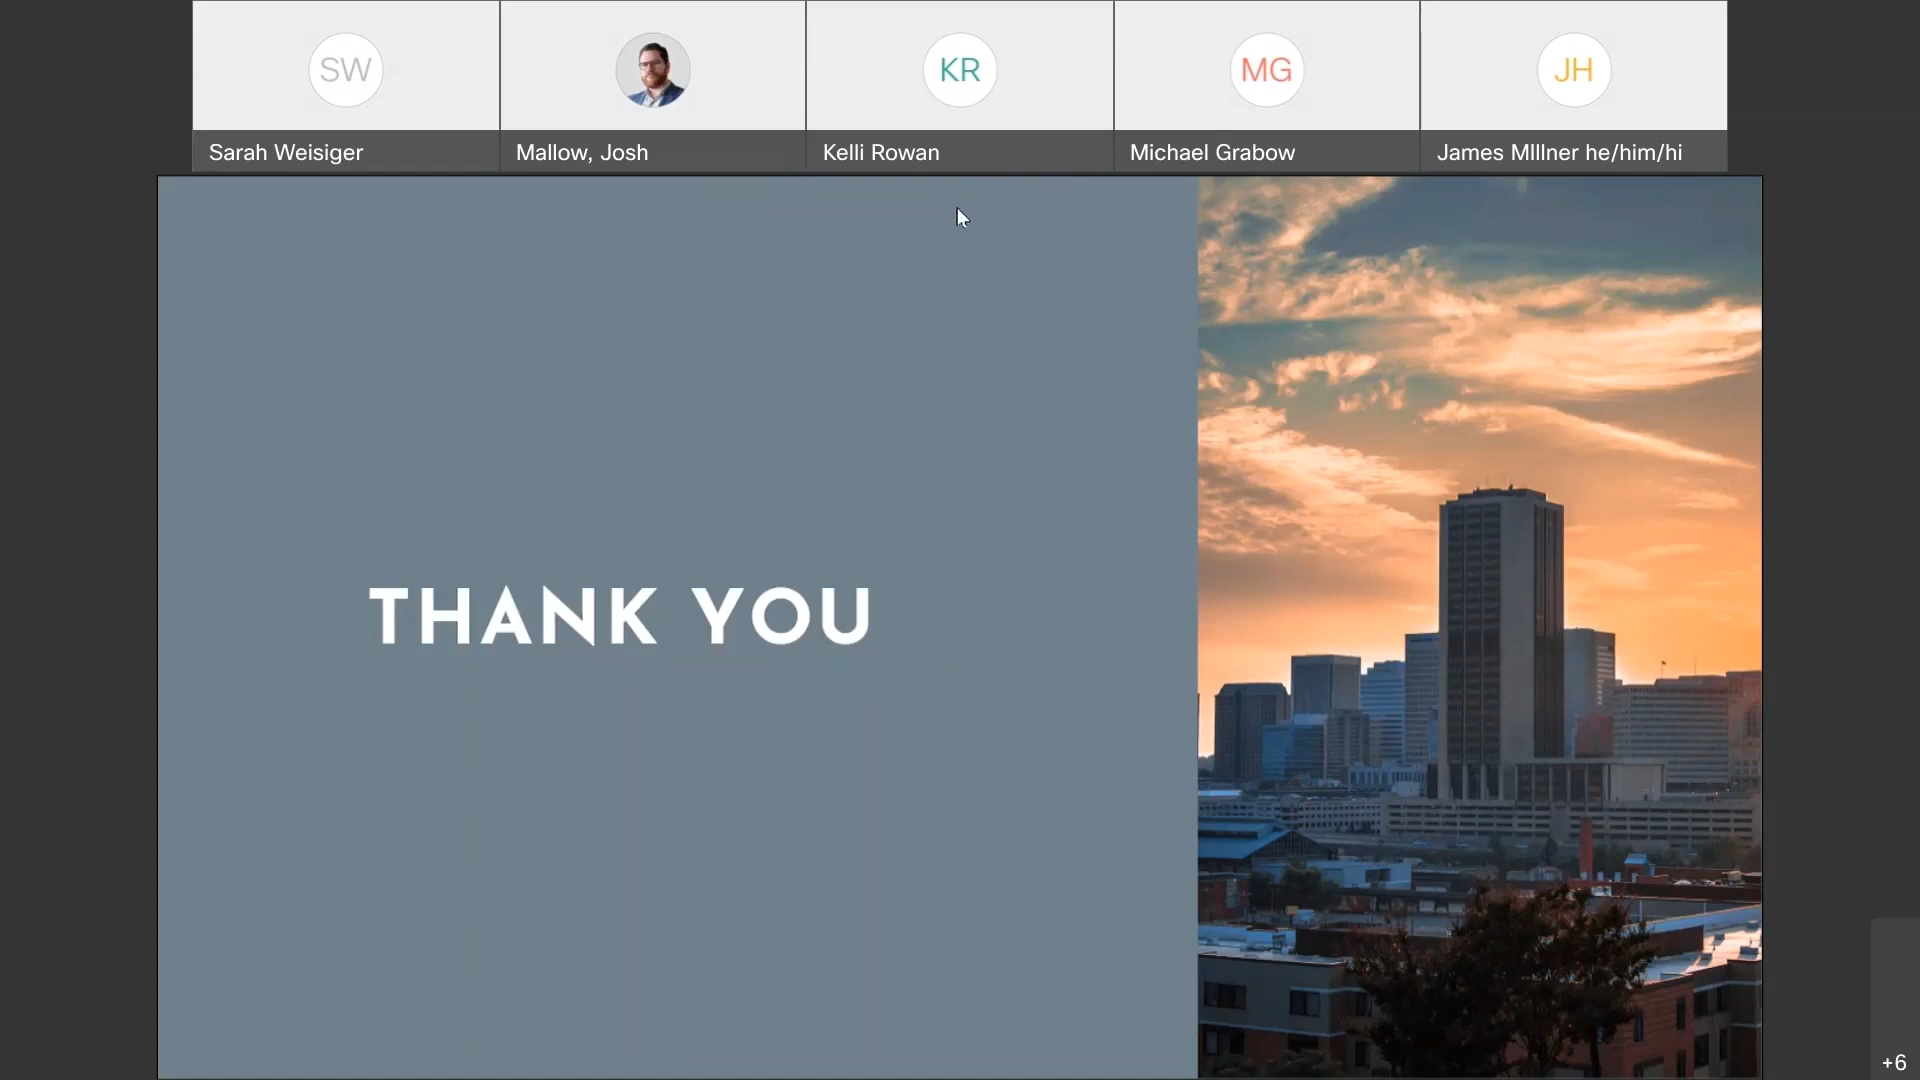 SW
KR
MG
JH
Sarah Weisiger
Mallow, Josh
Kelli Rowan
Michael Grabow
James MIllner he/him/hi
THANK YOU
+6